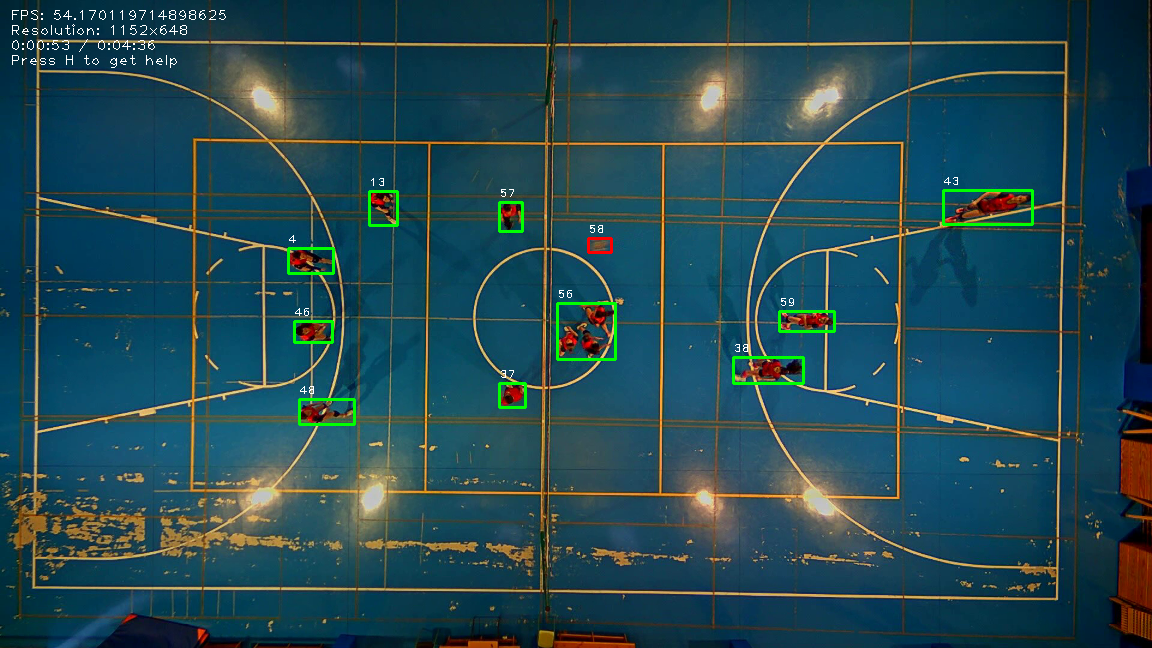 FPS: 54.170119714898625
Resolution: 1152x648
0:00:53 / 0:04:36
Press H to get help
13
57
43
58
4
56
59
46
38
37
48